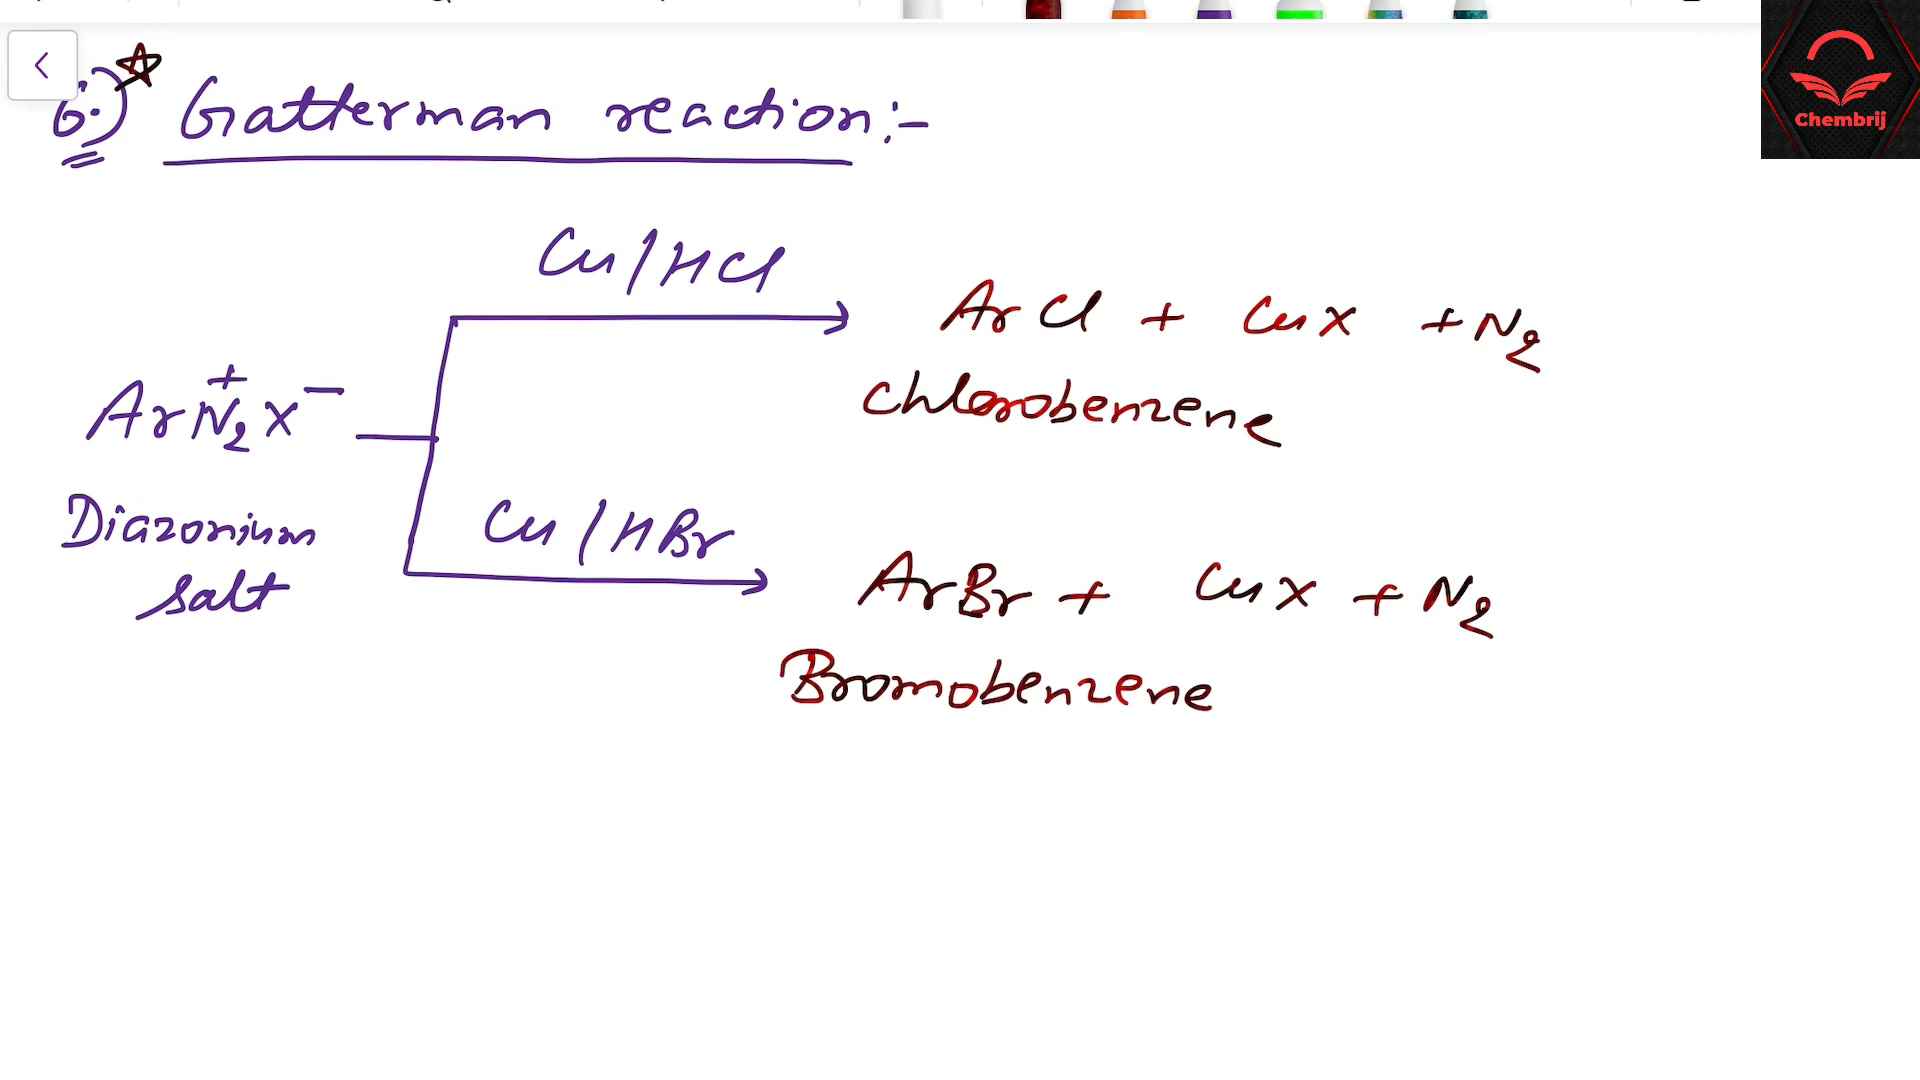 6.) Gatterman reaction:-
Cu/HCl
ArCl + CuX + N2
Chlorobenzene
ArN2+X−
Diazonium
salt
Cu/HBr
ArBr + CuX + N2
Bromobenzene
Chembrij